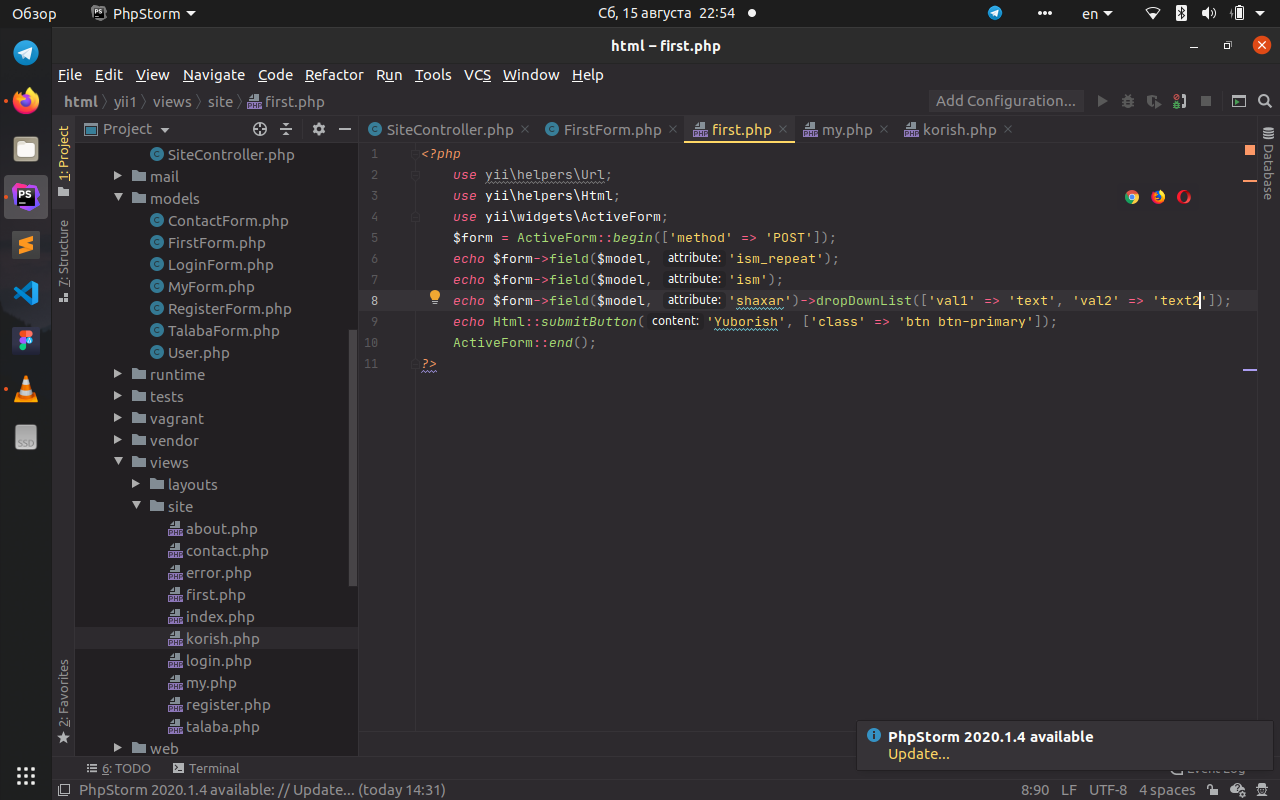 Обзор PhpStorm Сб, 15 августа 22:54 en
html – first.php
File Edit View Navigate Code Refactor Run Tools VCS Window Help
html yii1 views site first.php Add Configuration...
1: Project
7: Structure
2: Favorites
Project
SiteController.php
mail
models
ContactForm.php
FirstForm.php
LoginForm.php
MyForm.php
RegisterForm.php
TalabaForm.php
User.php
runtime
tests
vagrant
vendor
views
layouts
site
about.php
contact.php
error.php
first.php
index.php
korish.php
login.php
my.php
register.php
talaba.php
web
SiteController.php FirstForm.php first.php my.php korish.php
1 <?php
2 use yii\helpers\Url;
3 use yii\helpers\Html;
4 use yii\widgets\ActiveForm;
5 $form = ActiveForm::begin(['method' => 'POST']);
6 echo $form->field($model, attribute: 'ism_repeat');
7 echo $form->field($model, attribute: 'ism');
8 echo $form->field($model, attribute: 'shaxar')->dropDownList(['val1' => 'text', 'val2' => 'text2']);
9 echo Html::submitButton( content: 'Yuborish', ['class' => 'btn btn-primary']);
10 ActiveForm::end();
11 ?>
Database
PhpStorm 2020.1.4 available
Update...
6: TODO Terminal Event Log
PhpStorm 2020.1.4 available: // Update... (today 14:31) 8:90 LF UTF-8 4 spaces
PS
SSD